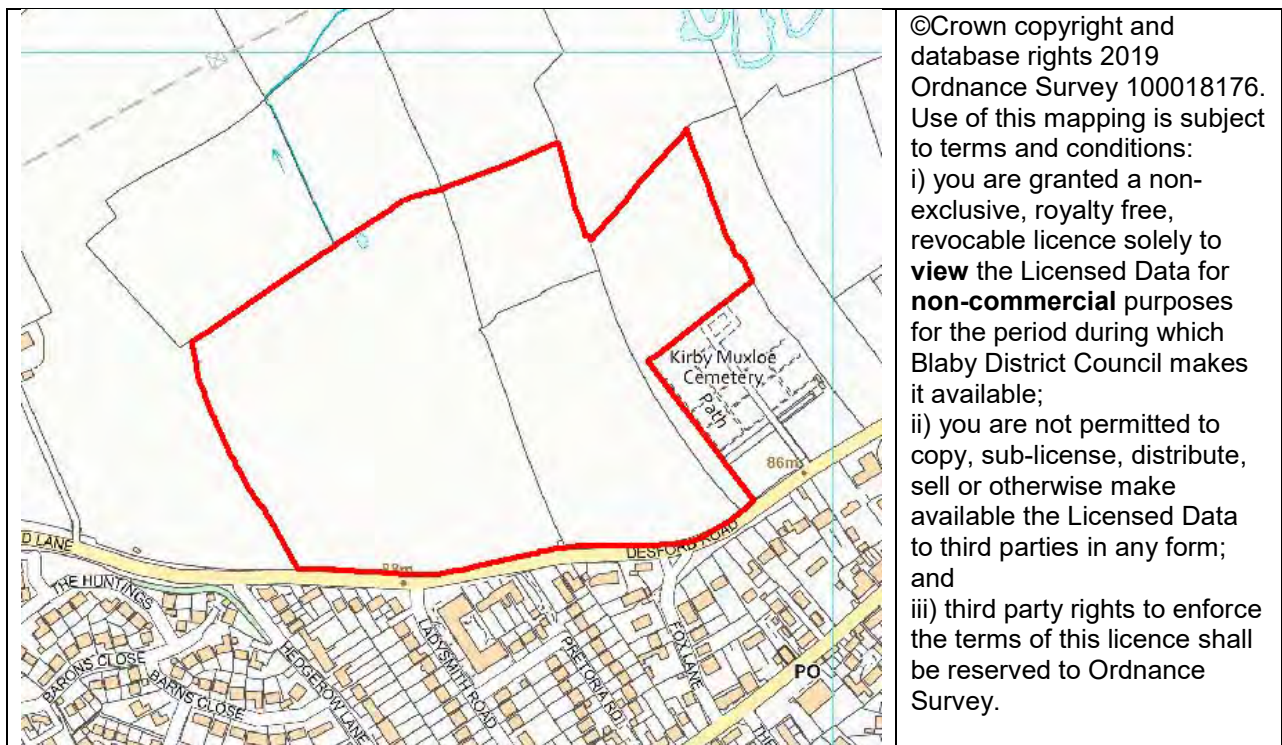 Kirby Muxloe
Cemetery
Path
86m
D LANE
DESFORD ROAD
THE HUNTINGS
BARONS CLOSE
BARNS CLOSE
HEDGEROW LANE
LADYSMITH ROAD
PRETORIA RD
FOX LANE
PO
©Crown copyright and
database rights 2019
Ordnance Survey 100018176.
Use of this mapping is subject
to terms and conditions:
i) you are granted a non-
exclusive, royalty free,
revocable licence solely to
view the Licensed Data for
non-commercial purposes
for the period during which
Blaby District Council makes
it available;
ii) you are not permitted to
copy, sub-license, distribute,
sell or otherwise make
available the Licensed Data
to third parties in any form;
and
iii) third party rights to enforce
the terms of this licence shall
be reserved to Ordnance
Survey.